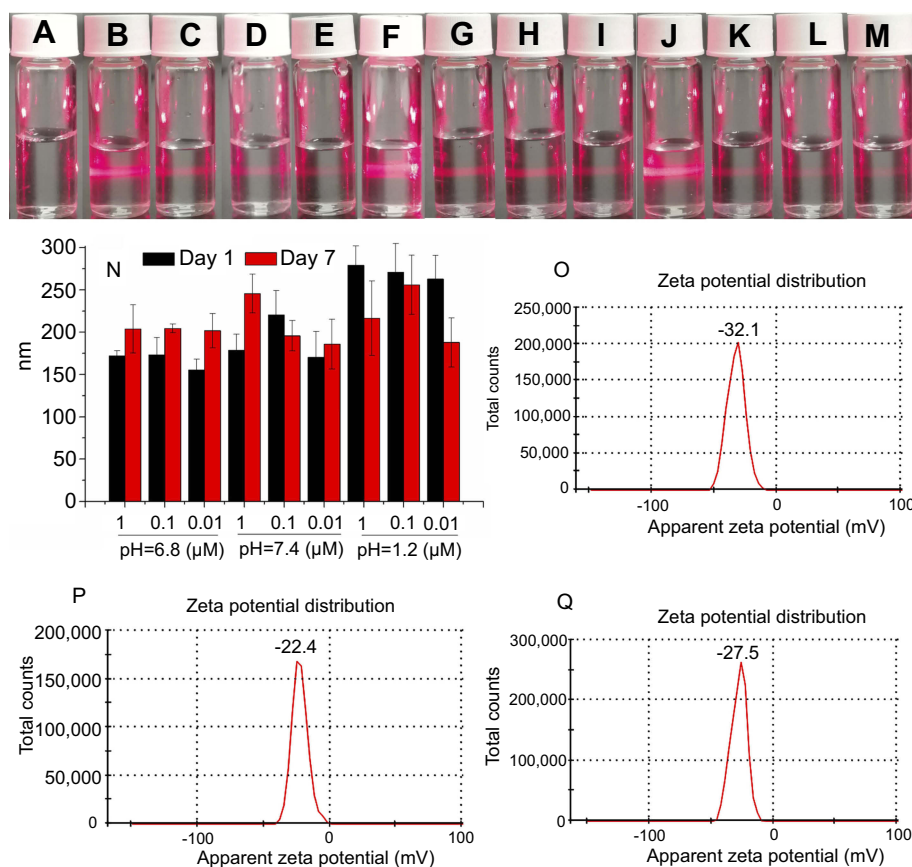 A B C D E F G H I J K L M
N
Day 1 Day 7
300
250
200
150
100
50
0
nm
1 0.1 0.01 1 0.1 0.01 1 0.1 0.01
pH=6.8 (µM) pH=7.4 (µM) pH=1.2 (µM)
O
Zeta potential distribution
250,000
200,000
150,000
100,000
50,000
0
Total counts
-32.1
-100 0 100
Apparent zeta potential (mV)
P
Zeta potential distribution
200,000
150,000
100,000
50,000
0
Total counts
-22.4
-100 0 100
Apparent zeta potential (mV)
Q
Zeta potential distribution
300,000
200,000
100,000
0
Total counts
-27.5
-100 0 100
Apparent zeta potential (mV)